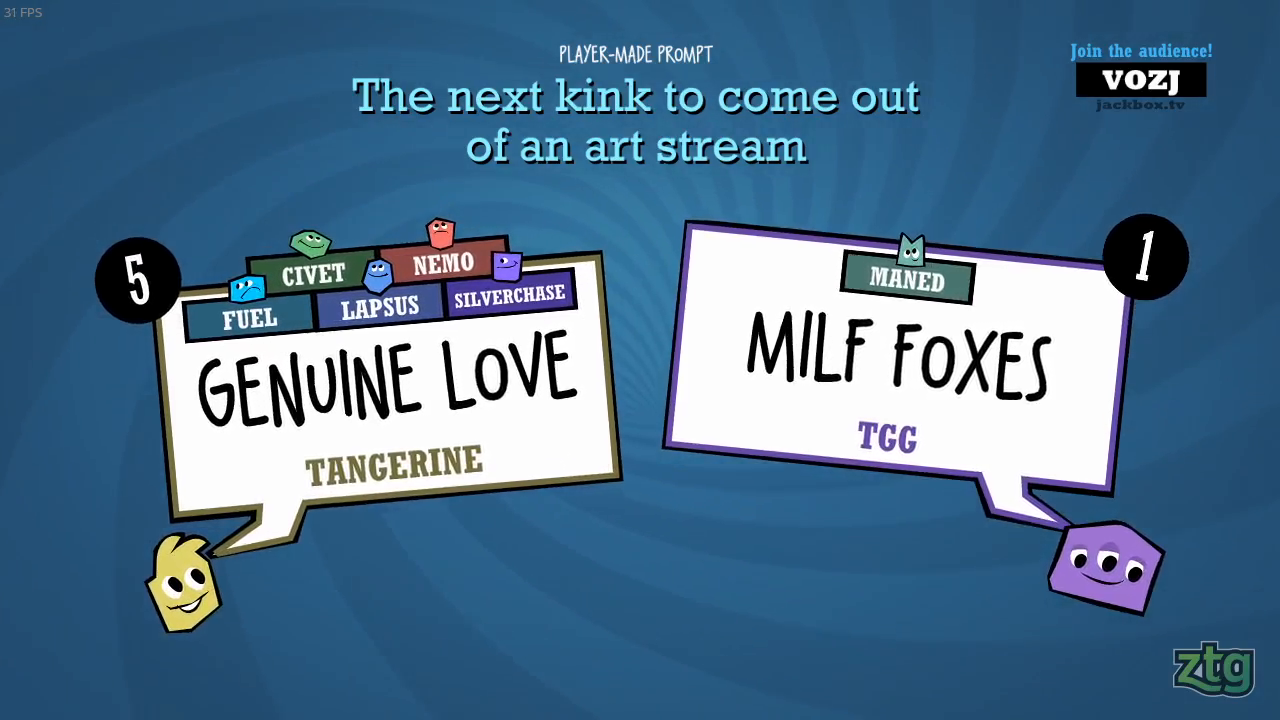 31 FPS
PLAYER-MADE PROMPT
The next kink to come out
of an art stream
Join the audience!
VOZJ
jackbox.tv
5
CIVET
NEMO
FUEL
LAPSUS
SILVERCHASE
GENUINE LOVE
TANGERINE
1
MANED
MILF FOXES
TGG
ztg